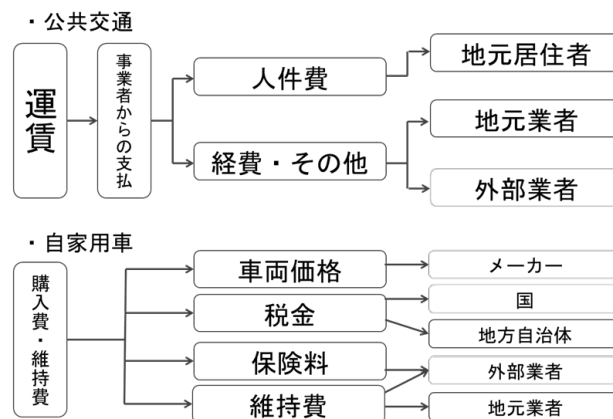 ・公共交通
運賃
事業者からの支払
人件費
経費・その他
地元居住者
地元業者
外部業者
・自家用車
購入費・維持費
車両価格
税金
保険料
維持費
メーカー
国
地方自治体
外部業者
地元業者